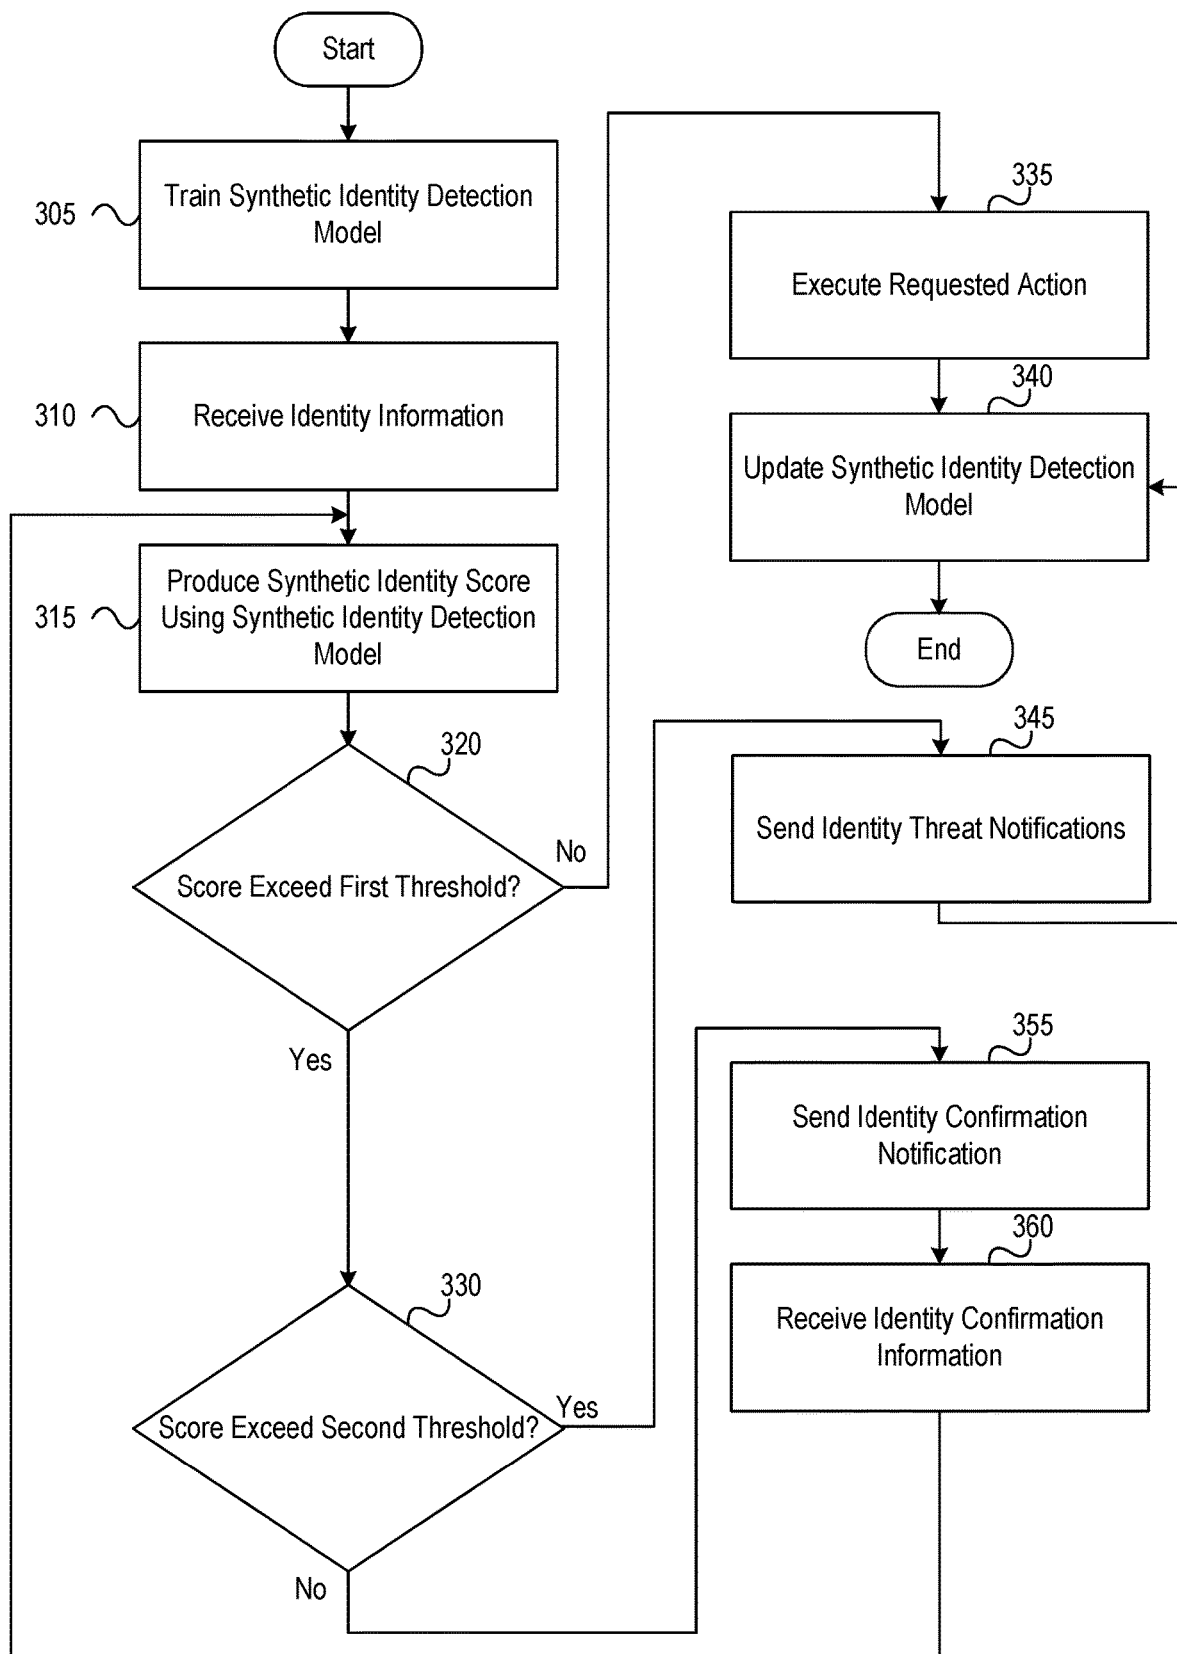 Start
305
Train Synthetic Identity Detection
Model
310
Receive Identity Information
315
Produce Synthetic Identity Score
Using Synthetic Identity Detection
Model
320
Score Exceed First Threshold?
No
Yes
330
Score Exceed Second Threshold?
Yes
No
335
Execute Requested Action
340
Update Synthetic Identity Detection
Model
End
345
Send Identity Threat Notifications
355
Send Identity Confirmation
Notification
360
Receive Identity Confirmation
Information